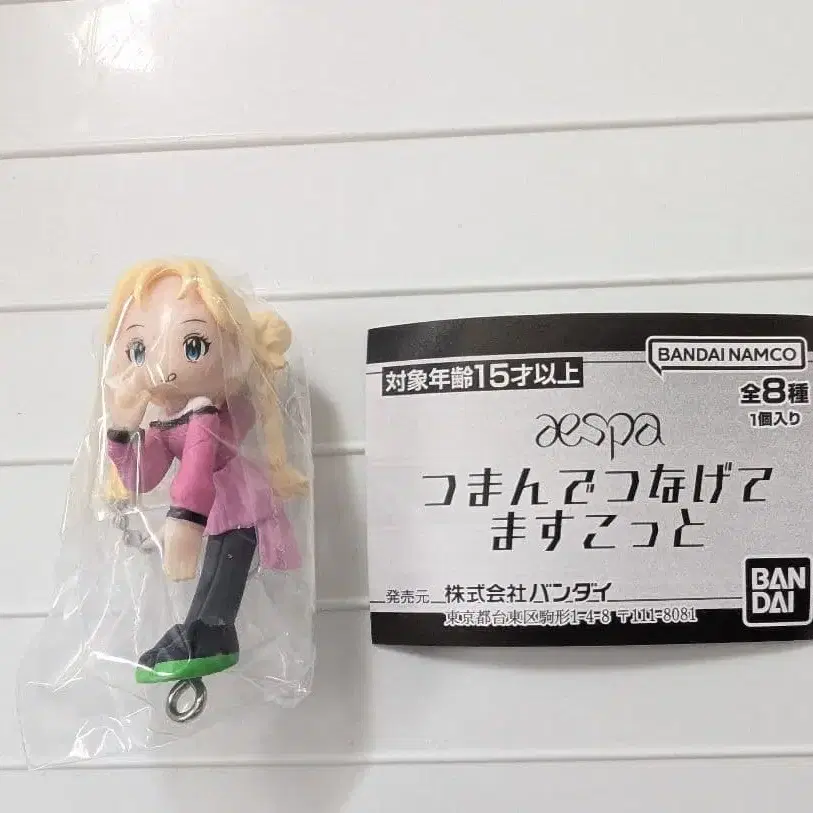 BANDAI NAMCO
対象年齢15才以上
全8種
1個入り
aespa
つまんでつなげて
ますこっと
発売元 株式会社バンダイ
東京都台東区駒形1-4-8 〒111-8081
BAN
DAI